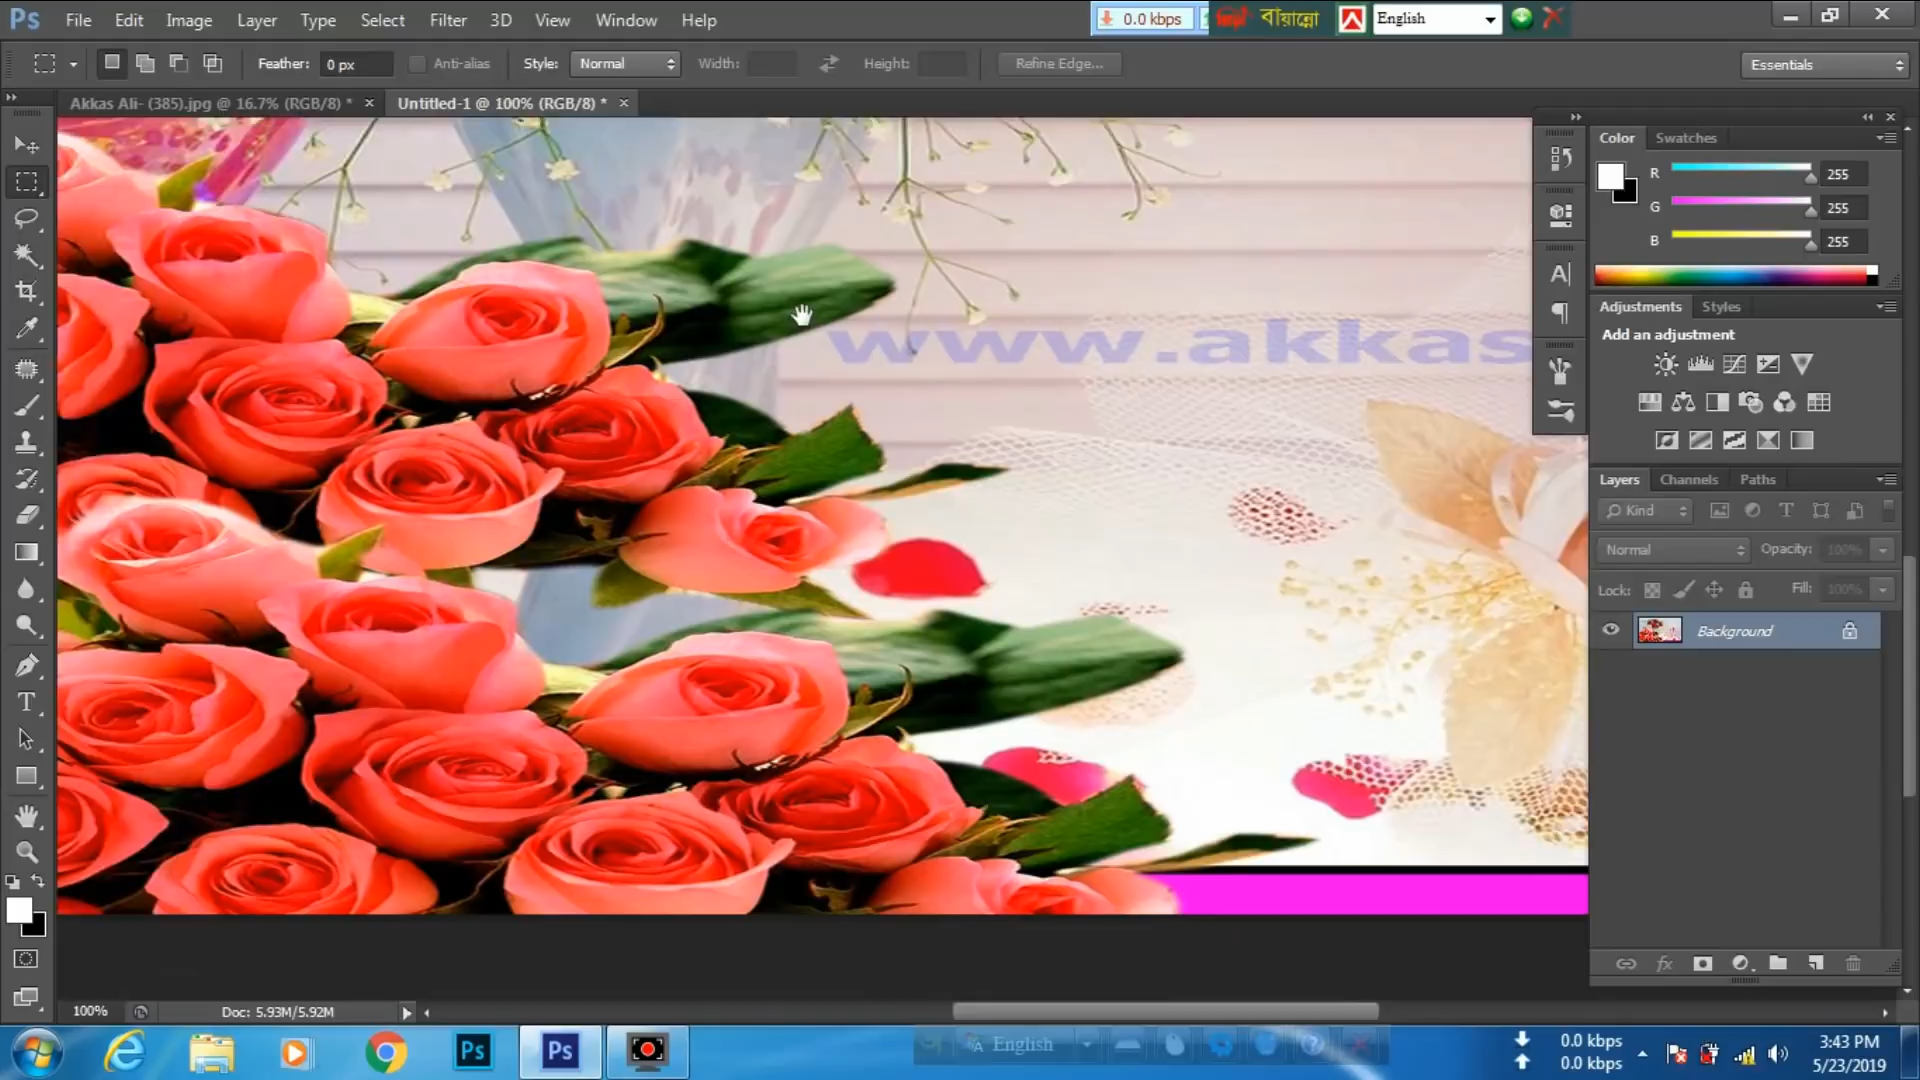 Ps File Edit Image Layer Type Select Filter 3D View Window Help
0.0 kbps
বায়ান্নো
English
Feather: 0 px Anti-alias Style: Normal Width: Height: Refine Edge... Essentials
Akkas Ali- (385).jpg @ 16.7% (RGB/8) * × Untitled-1 @ 100% (RGB/8) * ×
Color Swatches
R 255
G 255
B 255
Adjustments Styles
Add an adjustment
www.akkas
Layers Channels Paths
Kind
Normal Opacity: 100%
Lock: Fill: 100%
Background
fx
100% Doc: 5.93M/5.92M
Ps Ps
English
0.0 kbps
0.0 kbps
3:43 PM
5/23/2019